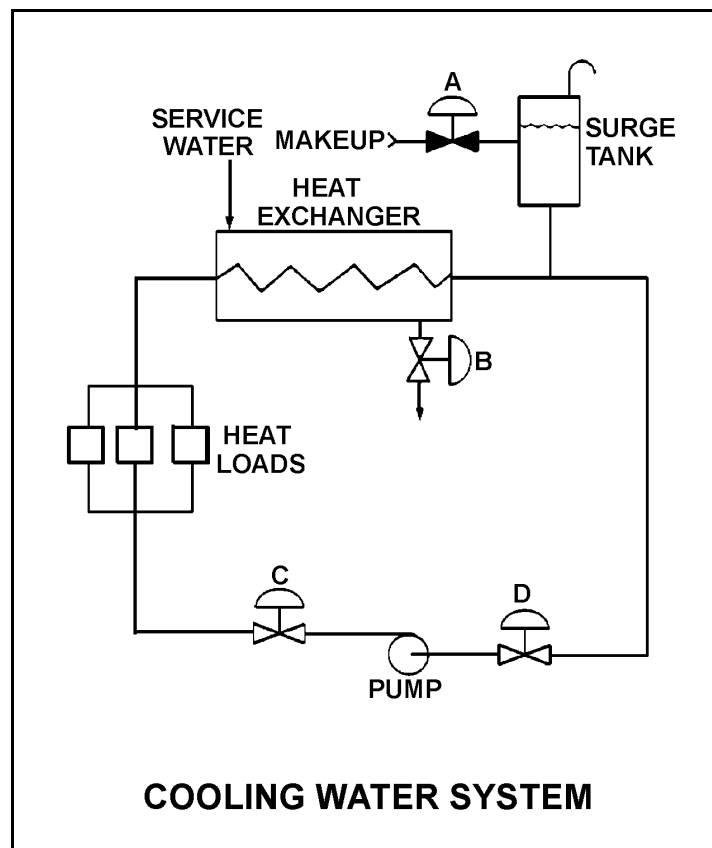 A
SERVICE
WATER
MAKEUP
SURGE
TANK
HEAT
EXCHANGER
B
HEAT
LOADS
C
D
PUMP
COOLING WATER SYSTEM